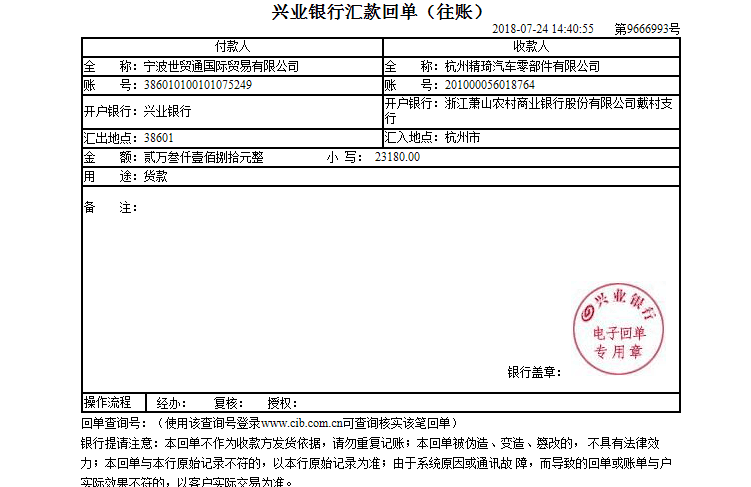 兴业银行汇款回单（往账）
2018-07-24 14:40:55 第9666993号
付款人 收款人
全 称：宁波世贸通国际贸易有限公司 全 称：杭州精琦汽车零部件有限公司
账 号：386010100101075249 账 号：201000056018764
开户银行：兴业银行 开户银行：浙江萧山农村商业银行股份有限公司戴村支
行
汇出地点：38601 汇入地点：杭州市
金 额：贰万叁仟壹佰捌拾元整 小 写： 23180.00
用 途：货款
备 注：
兴业银行
电子回单
专用章
银行盖章：
操作流程 经办： 复核： 授权：
回单查询号：（使用该查询号登录www.cib.com.cn可查询核实该笔回单）
银行提请注意：本回单不作为收款方发货依据，请勿重复记账；本回单被伪造、变造、篡改的，不具有法律效
力；本回单与本行原始记录不符的，以本行原始记录为准；由于系统原因或通讯故 障，而导致的回单或账单与户
实际效果不符的，以客户实际交易为准。